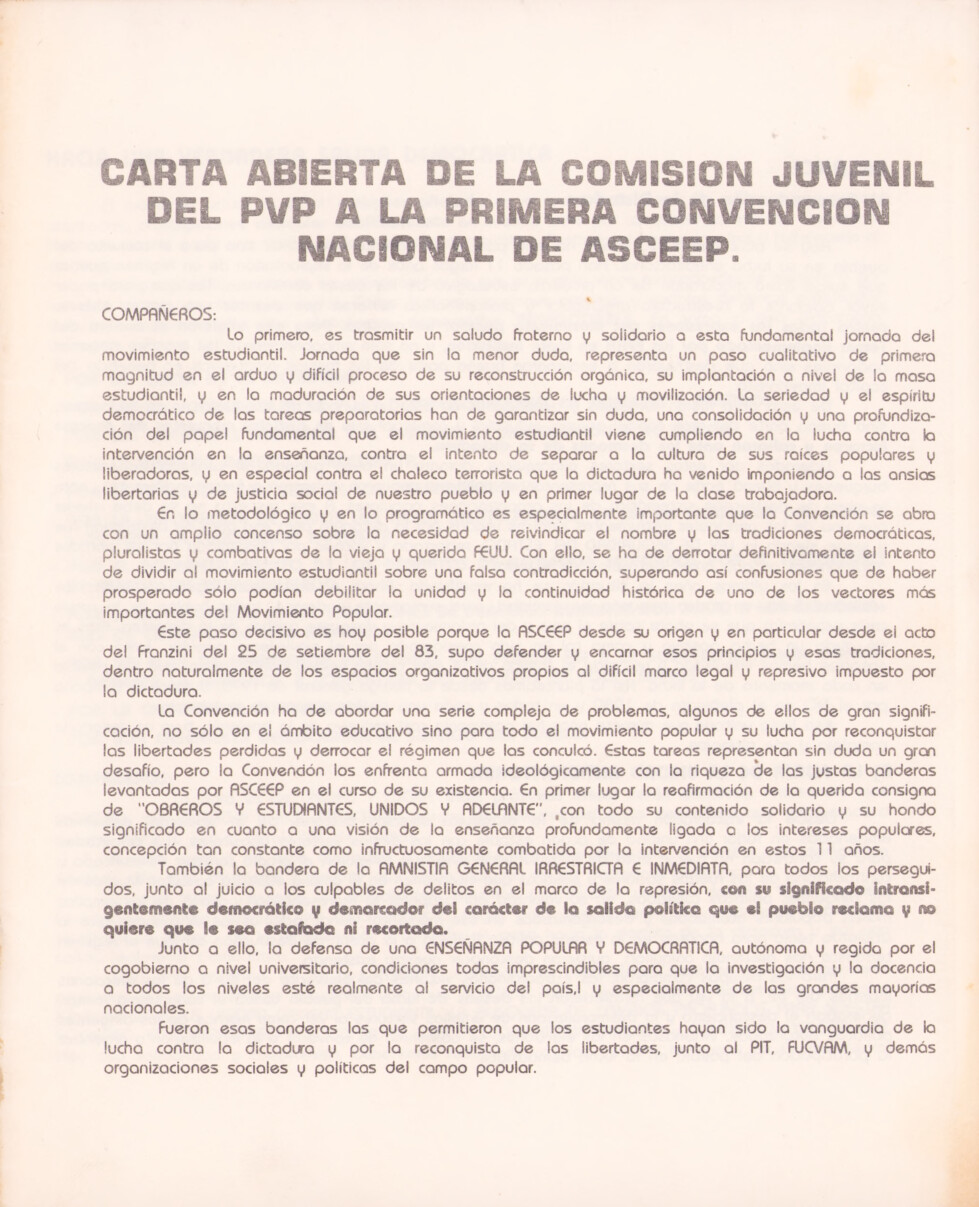 CARTA ABIERTA DE LA COMISION JUVENIL
DEL PVP A LA PRIMERA CONVENCION
NACIONAL DE ASCEEP.
COMPAÑEROS:
Lo primero, es trasmitir un saludo fraterno y solidario a esta fundamental jornada del
movimiento estudiantil. Jornada que sin la menor duda, representa un paso cualitativo de primera
magnitud en el arduo y difícil proceso de su reconstrucción orgánica, su implantación a nivel de la masa
estudiantil, y en la maduración de sus orientaciones de lucha y movilización. La seriedad y el espíritu
democrático de las tareas preparatorias han de garantizar sin duda, una consolidación y una profundiza-
ción del papel fundamental que el movimiento estudiantil viene cumpliendo en la lucha contra la
intervención en la enseñanza, contra el intento de separar a la cultura de sus raíces populares y
liberadoras, y en especial contra el chaleco terrorista que la dictadura ha venido imponiendo a las ansias
libertarias y de justicia social de nuestro pueblo y en primer lugar de la clase trabajadora.
En lo metodológico y en lo programático es especialmente importante que la Convención se abra
con un amplio concenso sobre la necesidad de reivindicar el nombre y las tradiciones democráticas,
pluralistas y combativas de la vieja y querida FEUU. Con ello, se ha de derrotar definitivamente el intento
de dividir al movimiento estudiantil sobre una falsa contradicción, superando así confusiones que de haber
prosperado sólo podían debilitar la unidad y la continuidad histórica de uno de los vectores más
importantes del Movimiento Popular.
Este paso decisivo es hoy posible porque la ASCEEP desde su origen y en particular desde el acto
del Franzini del 25 de setiembre del 83, supo defender y encarnar esos principios y esas tradiciones,
dentro naturalmente de los espacios organizativos propios al difícil marco legal y represivo impuesto por
la dictadura.
La Convención ha de abordar una serie compleja de problemas, algunos de ellos de gran signifi-
cación, no sólo en el ámbito educativo sino para todo el movimiento popular y su lucha por reconquistar
las libertades perdidas y derrocar el régimen que las conculcó. Estas tareas representan sin duda un gran
desafío, pero la Convención los enfrenta armada ideológicamente con la riqueza de las justas banderas
levantadas por ASCEEP en el curso de su existencia. En primer lugar la reafirmación de la querida consigna
de "OBREROS Y ESTUDIANTES, UNIDOS Y ADELANTE", con todo su contenido solidario y su hondo
significado en cuanto a una visión de la enseñanza profundamente ligada a los intereses populares,
concepción tan constante como infructuosamente combatida por la intervención en estos 11 años.
También la bandera de la AMNISTIA GENERAL IRRESTRICTA E INMEDIATA, para todos los persegui-
dos, junto al juicio a los culpables de delitos en el marco de la represión, con su significado intransi-
gentemente democrático y demarcador del carácter de la salida política que el pueblo reclama y no
quiere que le sea estafada ni recortada.
Junto a ello, la defensa de una ENSEÑANZA POPULAR Y DEMOCRATICA, autónoma y regida por el
cogobierno a nivel universitario, condiciones todas imprescindibles para que la investigación y la docencia
a todos los niveles esté realmente al servicio del país,l y especialmente de las grandes mayorías
nacionales.
Fueron esas banderas las que permitieron que los estudiantes hayan sido la vanguardia de la
lucha contra la dictadura y por la reconquista de las libertades, junto al PIT, FUCVAM, y demás
organizaciones sociales y políticas del campo popular.